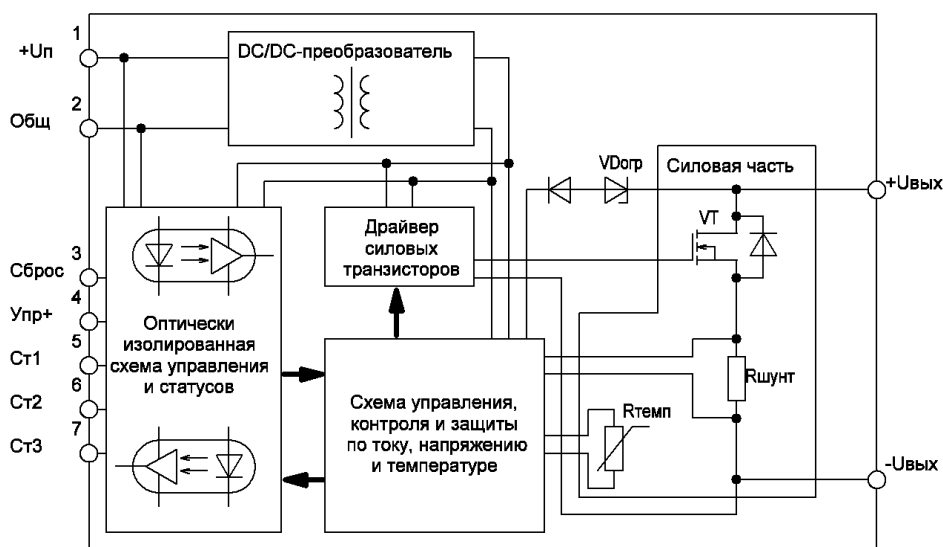 1
+Uп
DC/DC-преобразователь
2
Общ
VDогр
Силовая часть
+Uвых
VT
Драйвер
силовых
транзисторов
3
Сброс
4
Упр+
5
Ст1
6
Ст2
7
Ст3
Оптически
изолированная
схема управления
и статусов
Rшунт
Схема управления,
контроля и защиты
по току, напряжению
и температуре
Rтемп
-Uвых